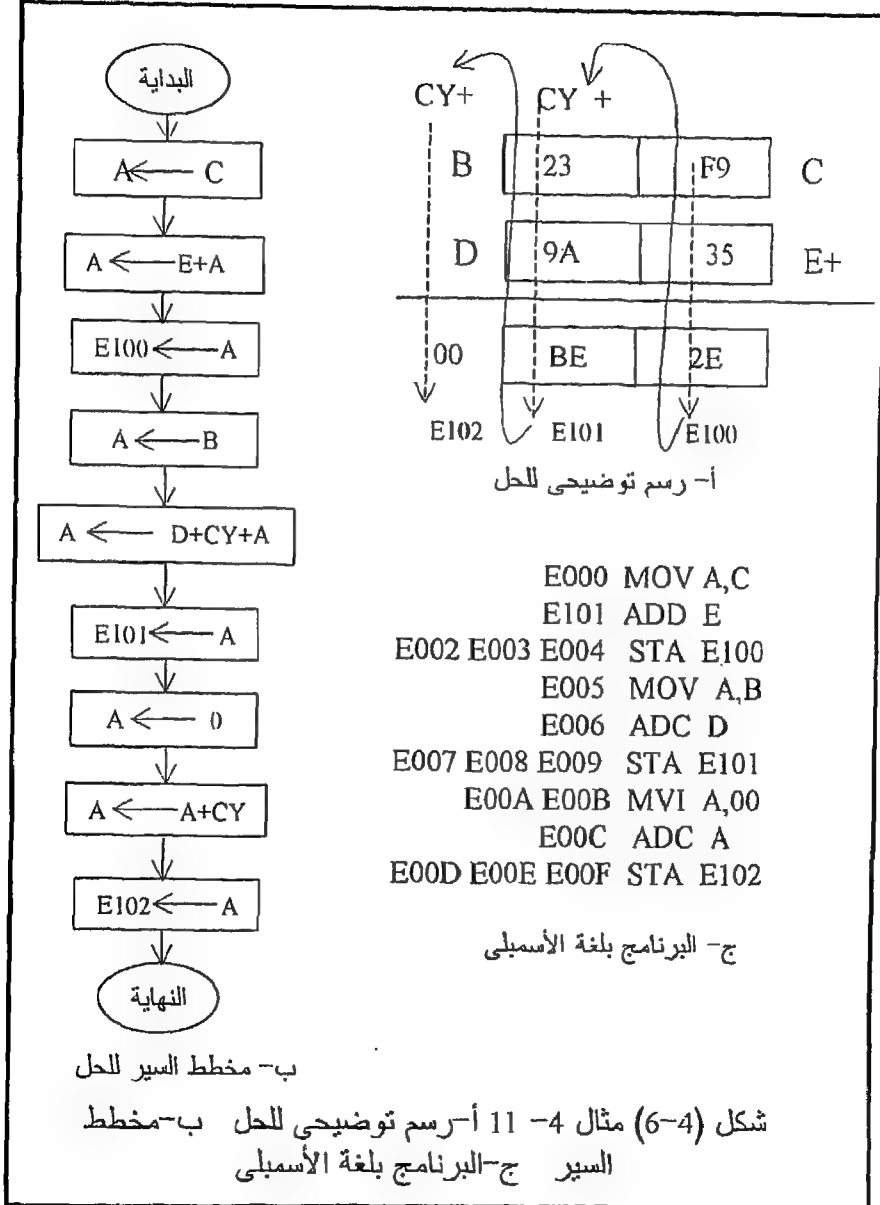 البداية
A ← C
A ← E+A
E100 ← A
A ← B
A ← D+CY+A
E101 ← A
A ← 0
A ← A+CY
E102 ← A
النهاية
ب- مخطط السير للحل
CY+ CY +
B 23 F9 C
D 9A 35 E+
00 BE 2E
E102 E101 E100
أ- رسم توضيحى للحل
E000 MOV A,C
E101 ADD E
E002 E003 E004 STA E100
E005 MOV A,B
E006 ADC D
E007 E008 E009 STA E101
E00A E00B MVI A,00
E00C ADC A
E00D E00E E00F STA E102
ج- البرنامج بلغة الأسمبلى
شكل (4-6) مثال 4- 11 أ-رسم توضيحى للحل ب-مخطط
السير ج-البرنامج بلغة الأسمبلى